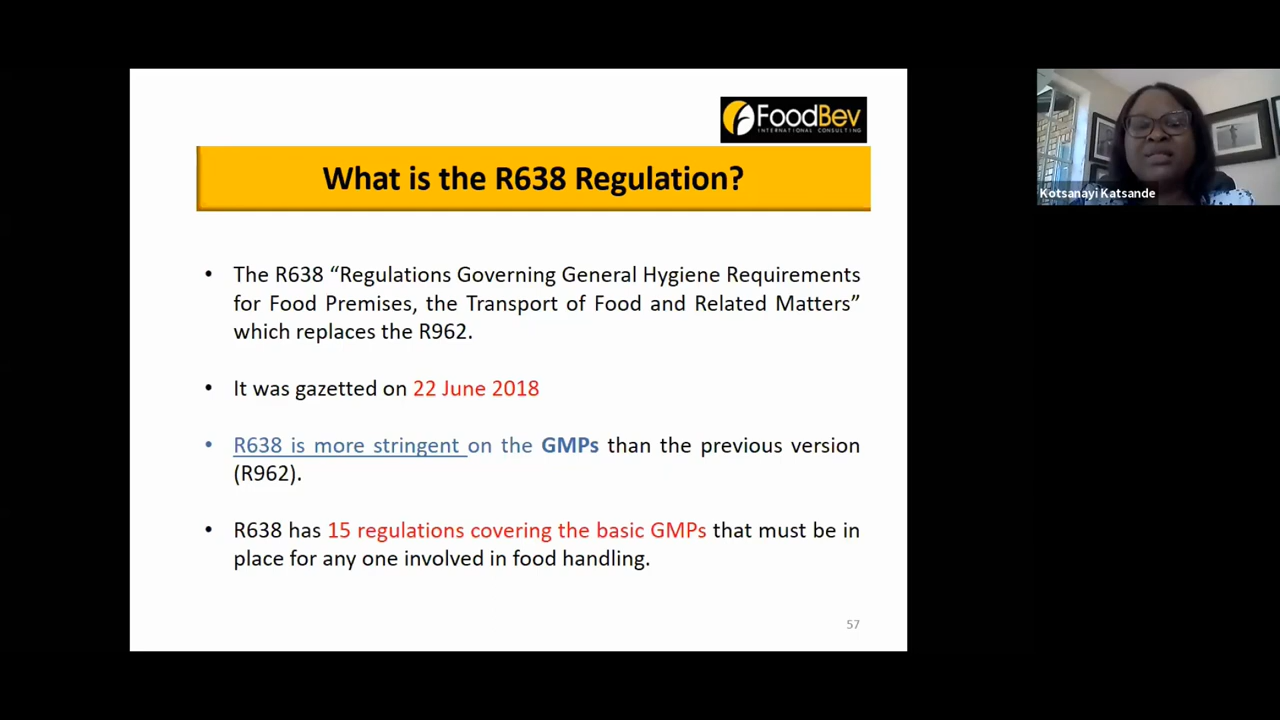 FoodBev
INTERNATIONAL CONSULTING
What is the R638 Regulation?
• The R638 “Regulations Governing General Hygiene Requirements
for Food Premises, the Transport of Food and Related Matters”
which replaces the R962.
• It was gazetted on 22 June 2018
• R638 is more stringent on the GMPs than the previous version
(R962).
• R638 has 15 regulations covering the basic GMPs that must be in
place for any one involved in food handling.
57
Kotsanayi Katsande